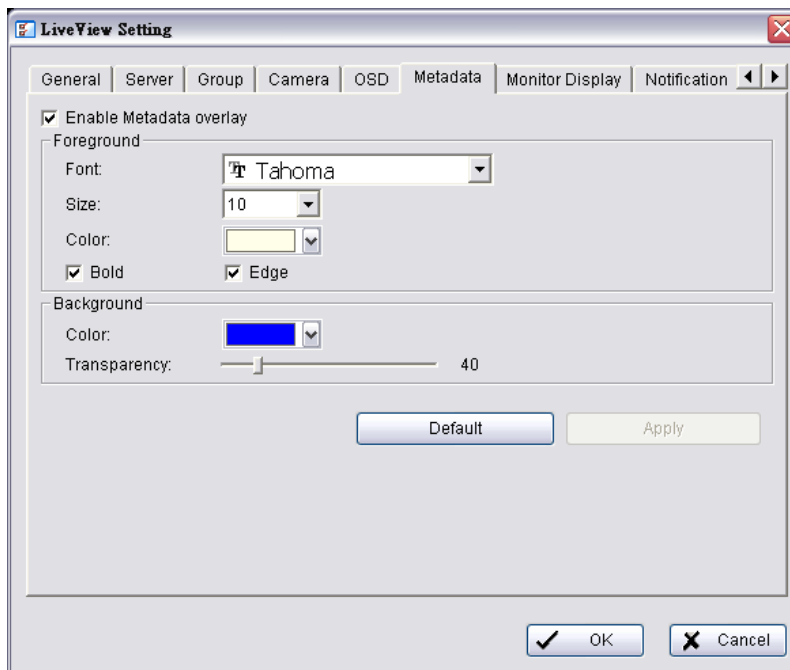 LiveView Setting
General Server Group Camera OSD Metadata Monitor Display Notification
Enable Metadata overlay
Foreground
Font: Tahoma
Size: 10
Color:
Bold Edge
Background
Color:
Transparency: 40
Default Apply
OK Cancel